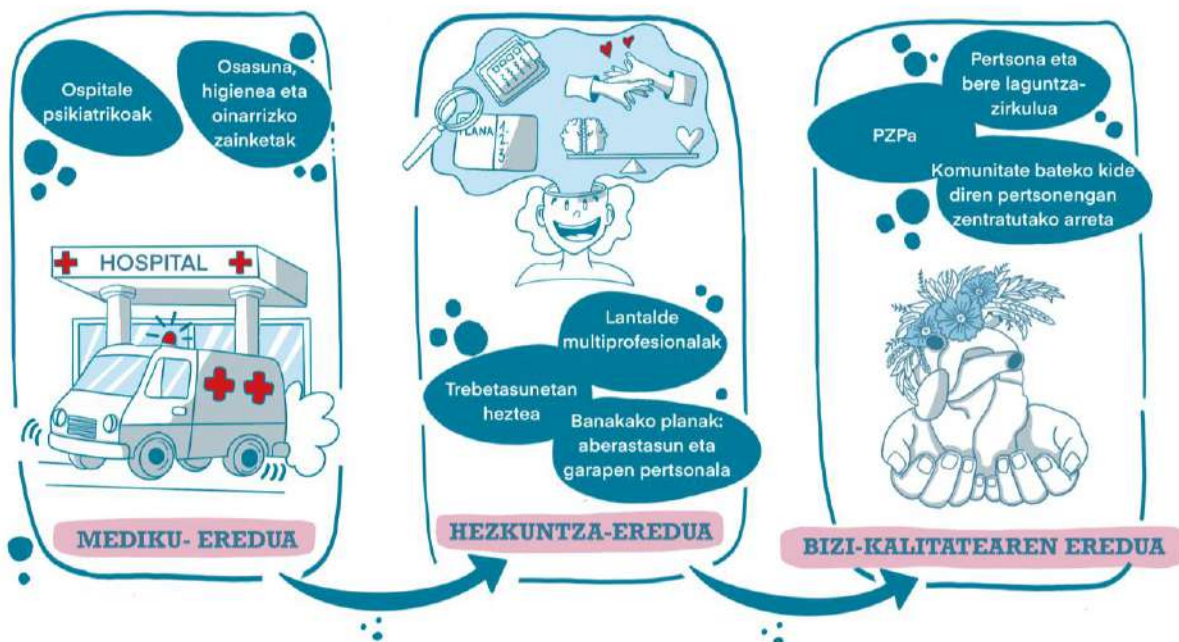 Ospitale
psikiatrikoak
Osasuna,
higienea eta
oinarrizko
zainketak
HOSPITAL
MEDIKU- EREDUA
PLANA
1.
2.
3.
Lantalde
multiprofesionalak
Trebetasunetan
heztea
Banakako planak:
aberastasun eta
garapen pertsonala
HEZKUNTZA-EREDUA
Pertsona eta
bere laguntza-
zirkulua
PZPa
Komunitate bateko kide
diren pertsonengan
zentratutako arreta
BIZI-KALITATEAREN EREDUA